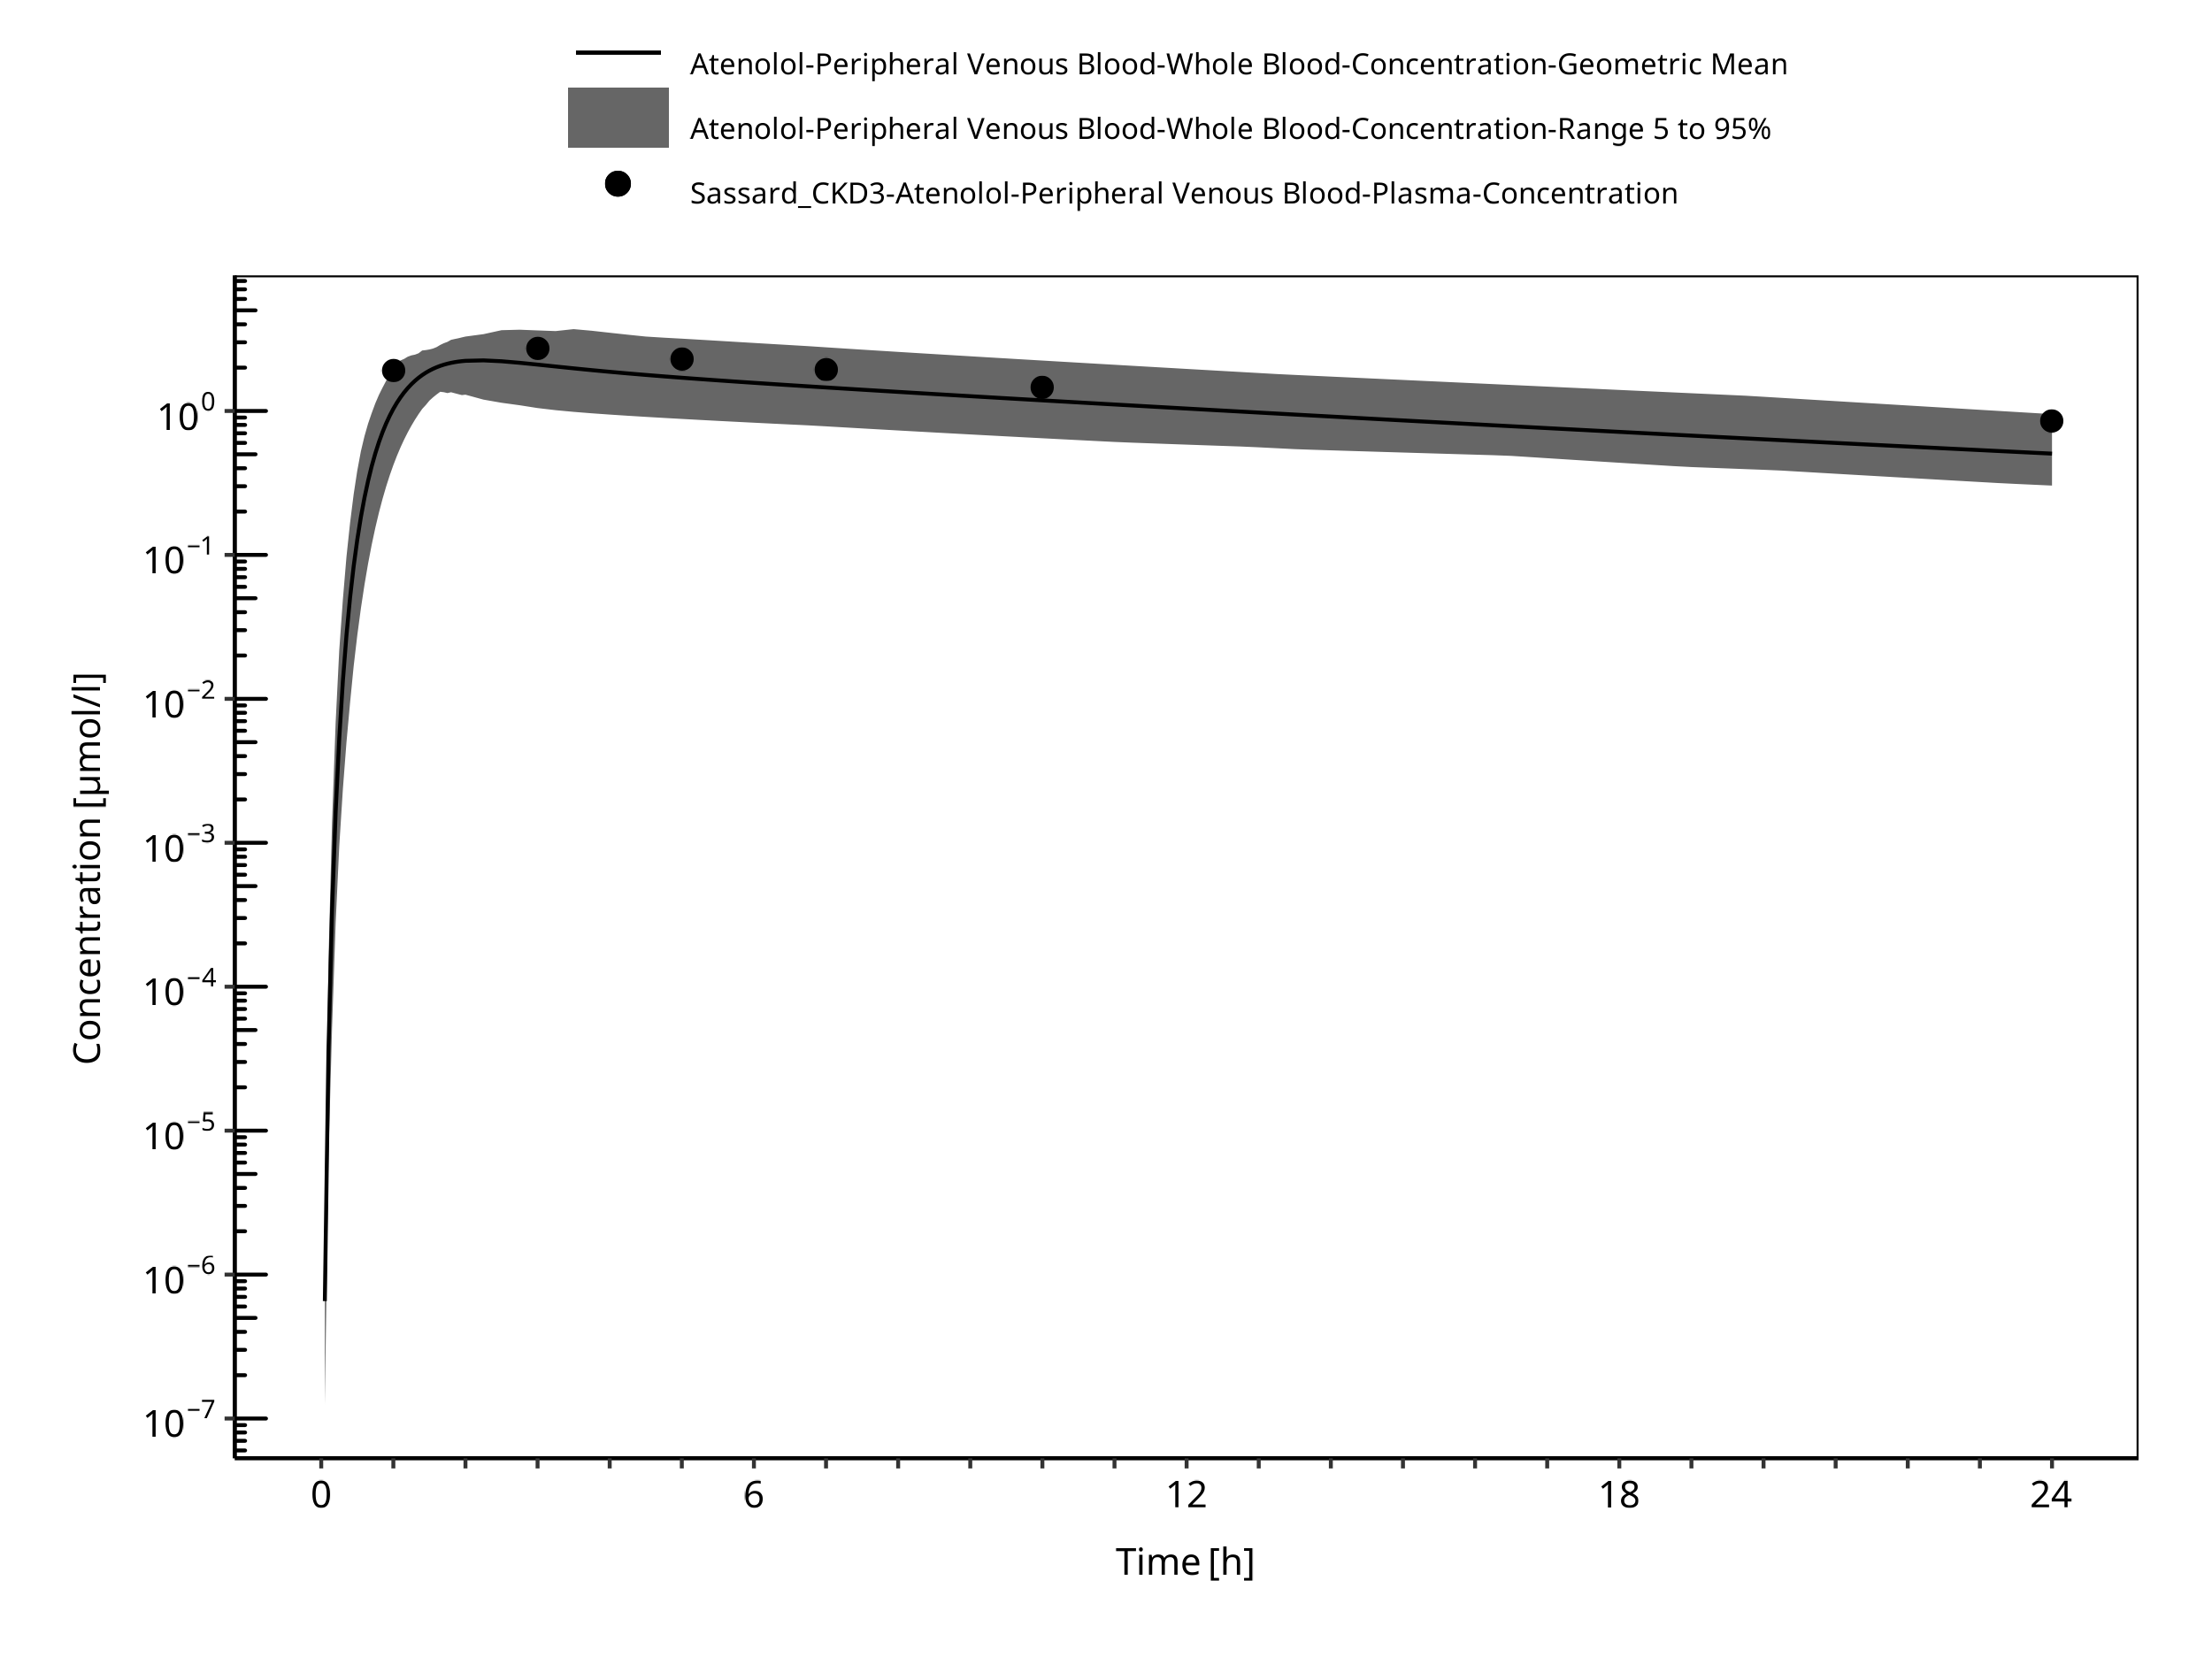 Atenolol-Peripheral Venous Blood-Whole Blood-Concentration-Geometric Mean
Atenolol-Peripheral Venous Blood-Whole Blood-Concentration-Range 5 to 95%
Sassard_CKD3-Atenolol-Peripheral Venous Blood-Plasma-Concentration
10⁰
10⁻¹
10⁻²
10⁻³
10⁻⁴
10⁻⁵
10⁻⁶
10⁻⁷
Concentration [µmol/l]
0 6 12 18 24
Time [h]